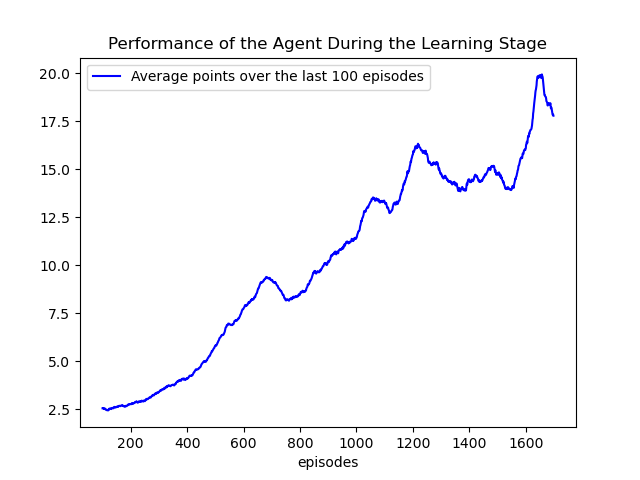 Performance of the Agent During the Learning Stage
Average points over the last 100 episodes
20.0
17.5
15.0
12.5
10.0
7.5
5.0
2.5
200 400 600 800 1000 1200 1400 1600
episodes